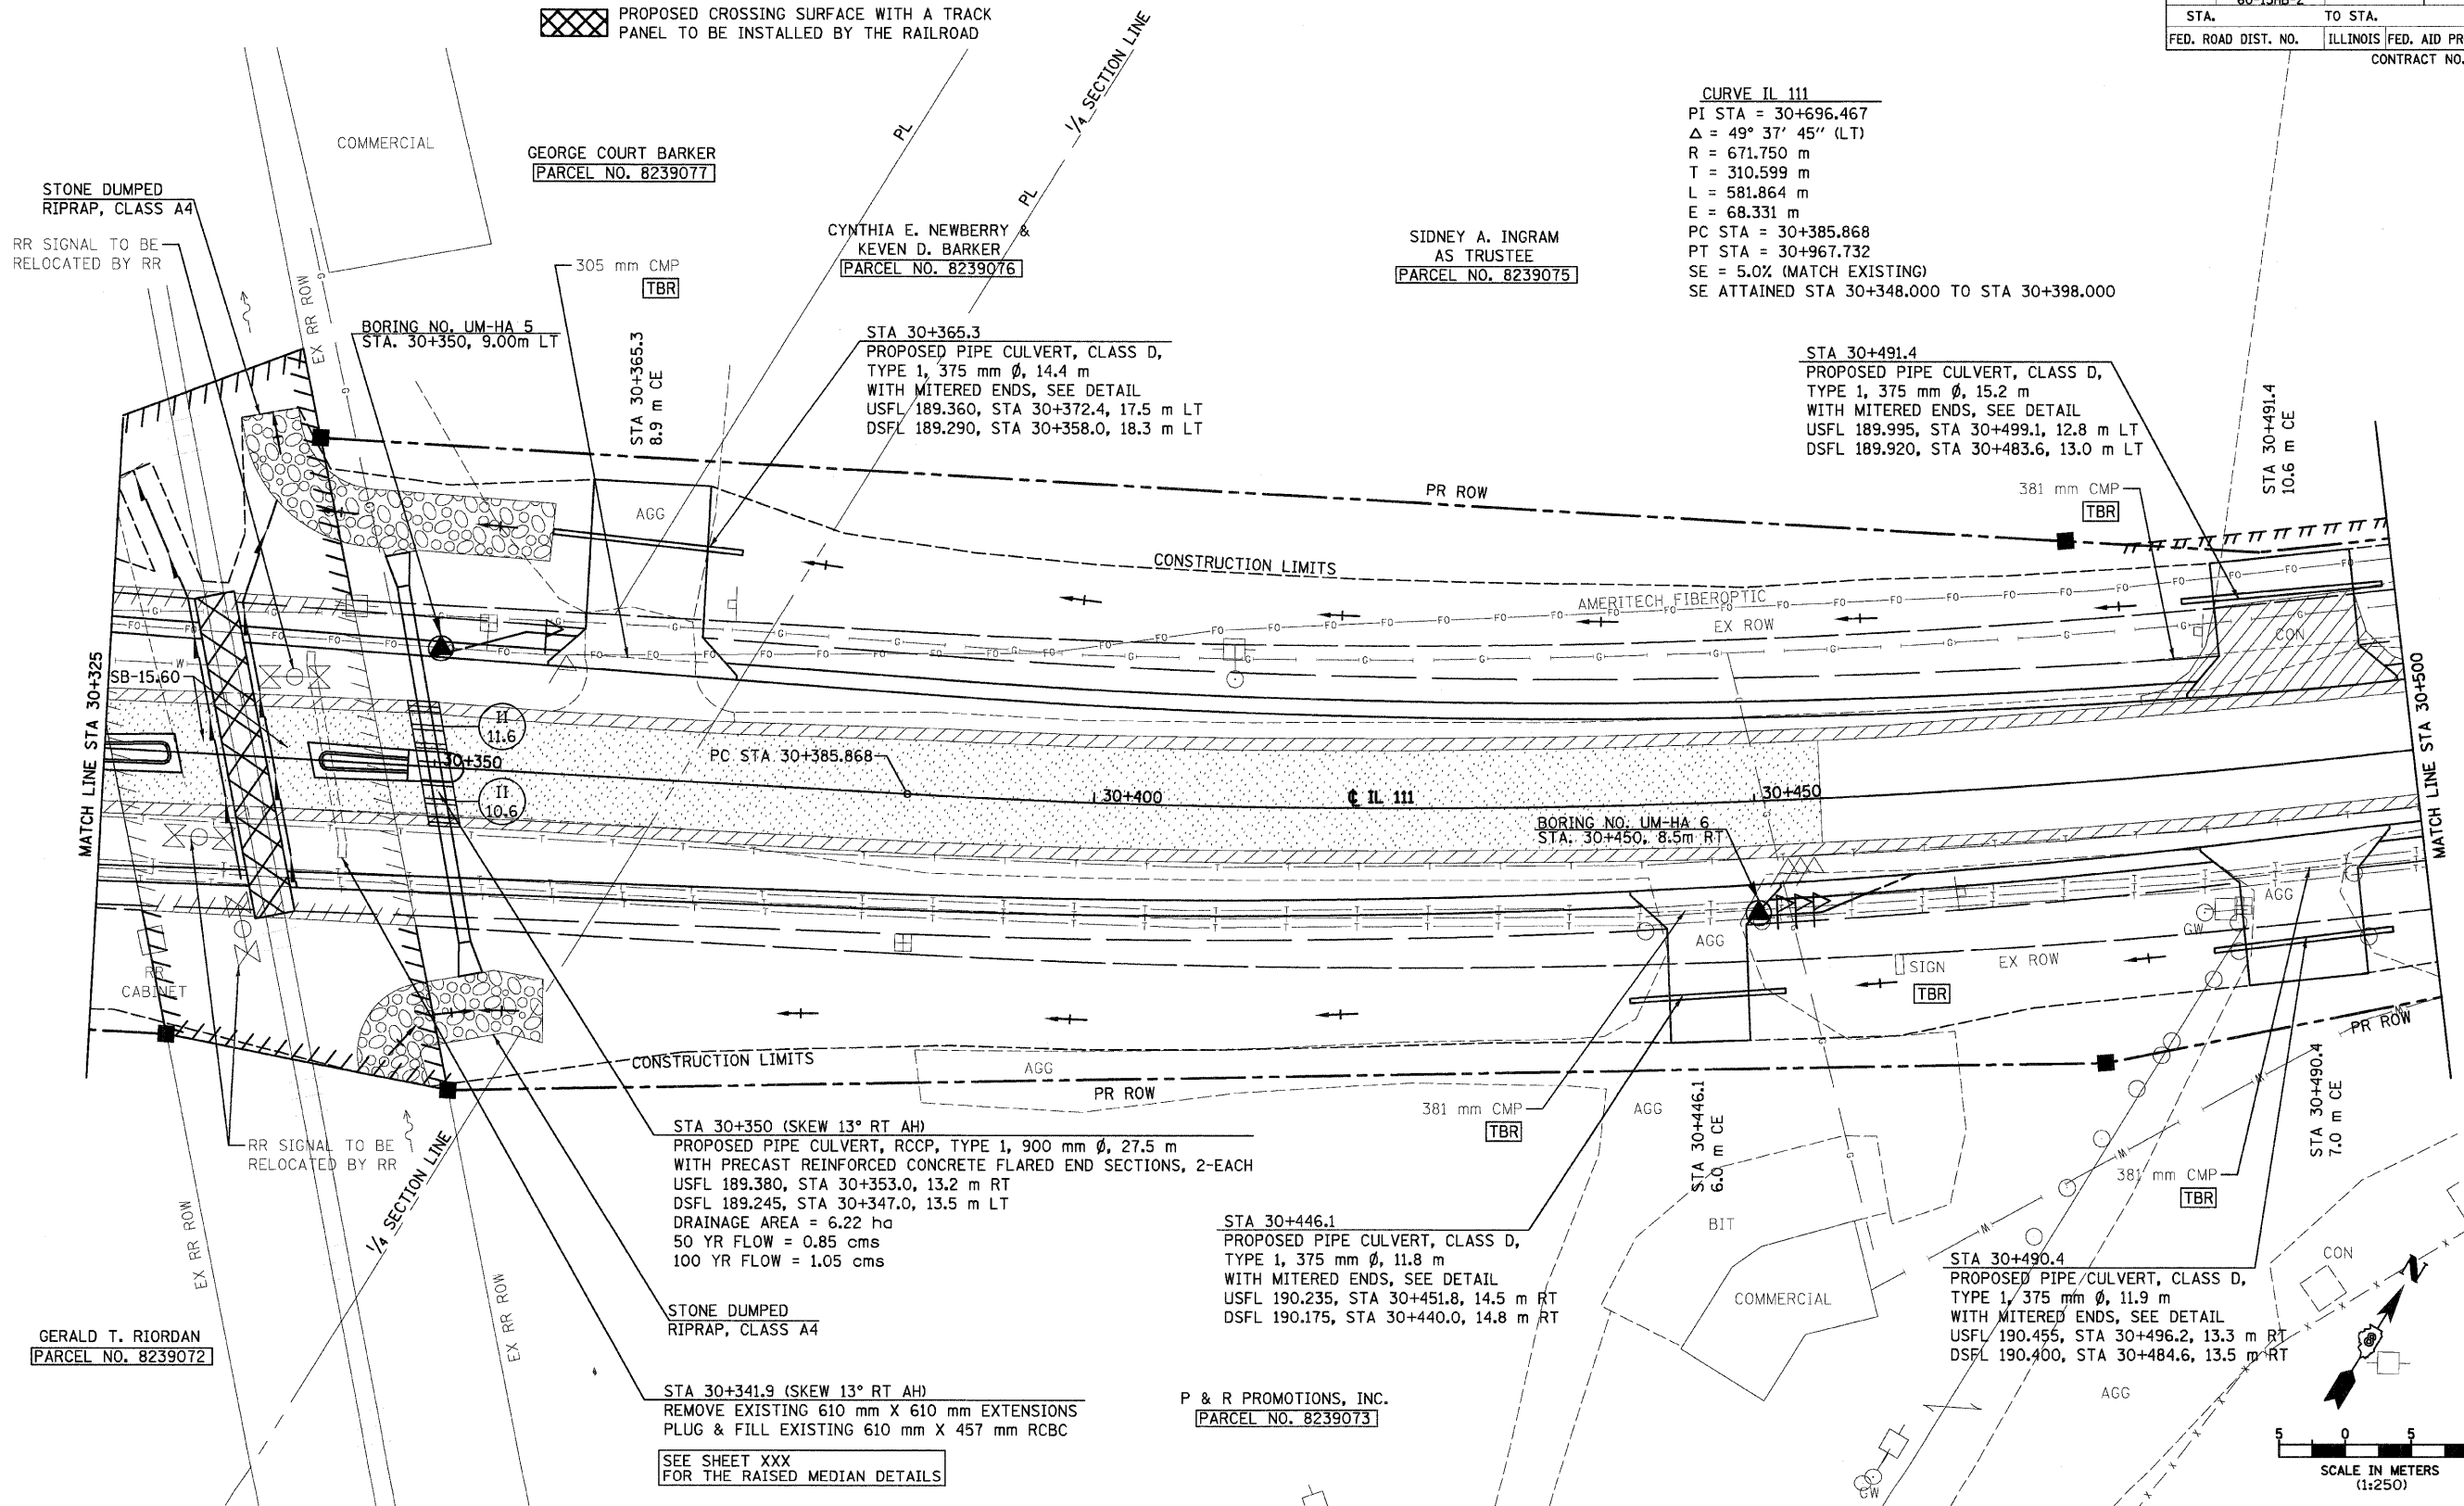 PROPOSED CROSSING SURFACE WITH A TRACK
PANEL TO BE INSTALLED BY THE RAILROAD
60-15HB-2
STA. TO STA.
FED. ROAD DIST. NO. ILLINOIS FED. AID PR
CONTRACT NO.
CURVE IL 111
PI STA = 30+696.467
Δ = 49° 37' 45'' (LT)
R = 671.750 m
T = 310.599 m
L = 581.864 m
E = 68.331 m
PC STA = 30+385.868
PT STA = 30+967.732
SE = 5.0% (MATCH EXISTING)
SE ATTAINED STA 30+348.000 TO STA 30+398.000
COMMERCIAL
GEORGE COURT BARKER
PARCEL NO. 8239077
PL
1/4 SECTION LINE
PL
STONE DUMPED
RIPRAP, CLASS A4
RR SIGNAL TO BE
RELOCATED BY RR
EX RR ROW
CYNTHIA E. NEWBERRY &
KEVEN D. BARKER
PARCEL NO. 8239076
SIDNEY A. INGRAM
AS TRUSTEE
PARCEL NO. 8239075
305 mm CMP
TBR
BORING NO. UM-HA 5
STA. 30+350, 9.00m LT
STA 30+365.3
8.9 m CE
STA 30+365.3
PROPOSED PIPE CULVERT, CLASS D,
TYPE 1, 375 mm Ø, 14.4 m
WITH MITERED ENDS, SEE DETAIL
USFL 189.360, STA 30+372.4, 17.5 m LT
DSFL 189.290, STA 30+358.0, 18.3 m LT
STA 30+491.4
PROPOSED PIPE CULVERT, CLASS D,
TYPE 1, 375 mm Ø, 15.2 m
WITH MITERED ENDS, SEE DETAIL
USFL 189.995, STA 30+499.1, 12.8 m LT
DSFL 189.920, STA 30+483.6, 13.0 m LT
STA 30+491.4
10.6 m CE
381 mm CMP
TBR
PR ROW
AGG
CONSTRUCTION LIMITS
AMERITECH FIBEROPTIC
EX ROW
CON
MATCH LINE STA 30+325
SB-15.60
II
11.6
30+350
II
10.6
PC STA 30+385.868
30+400
℄ IL 111
30+450
MATCH LINE STA 30+500
BORING NO. UM-HA 6
STA. 30+450, 8.5m RT
AGG
AGG
GW
SIGN
TBR
EX ROW
RR
CABINET
CONSTRUCTION LIMITS
AGG
PR ROW
PR ROW
RR SIGNAL TO BE
RELOCATED BY RR
EX RR ROW
1/4 SECTION LINE
EX RR ROW
STA 30+350 (SKEW 13° RT AH)
PROPOSED PIPE CULVERT, RCCP, TYPE 1, 900 mm Ø, 27.5 m
WITH PRECAST REINFORCED CONCRETE FLARED END SECTIONS, 2-EACH
USFL 189.380, STA 30+353.0, 13.2 m RT
DSFL 189.245, STA 30+347.0, 13.5 m LT
DRAINAGE AREA = 6.22 ha
50 YR FLOW = 0.85 cms
100 YR FLOW = 1.05 cms
381 mm CMP
TBR
AGG
STA 30+446.1
6.0 m CE
STA 30+446.1
PROPOSED PIPE CULVERT, CLASS D,
TYPE 1, 375 mm Ø, 11.8 m
WITH MITERED ENDS, SEE DETAIL
USFL 190.235, STA 30+451.8, 14.5 m RT
DSFL 190.175, STA 30+440.0, 14.8 m RT
BIT
COMMERCIAL
381 mm CMP
TBR
STA 30+490.4
7.0 m CE
STA 30+490.4
PROPOSED PIPE CULVERT, CLASS D,
TYPE 1, 375 mm Ø, 11.9 m
WITH MITERED ENDS, SEE DETAIL
USFL 190.455, STA 30+496.2, 13.3 m RT
DSFL 190.400, STA 30+484.6, 13.5 m RT
CON
N
AGG
STONE DUMPED
RIPRAP, CLASS A4
GERALD T. RIORDAN
PARCEL NO. 8239072
STA 30+341.9 (SKEW 13° RT AH)
REMOVE EXISTING 610 mm X 610 mm EXTENSIONS
PLUG & FILL EXISTING 610 mm X 457 mm RCBC
SEE SHEET XXX
FOR THE RAISED MEDIAN DETAILS
P & R PROMOTIONS, INC.
PARCEL NO. 8239073
GW
5 0 5
SCALE IN METERS
(1:250)